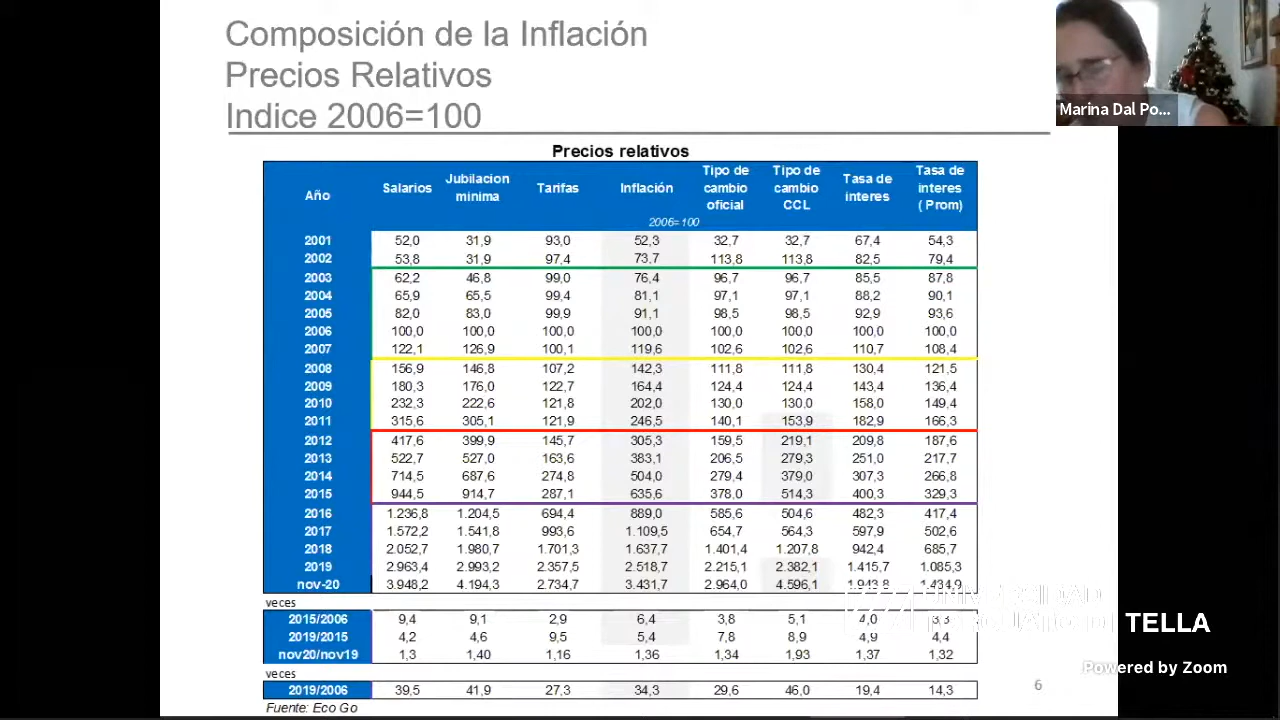 Composición de la Inflación
Precios Relativos
Indice 2006=100
Marina Dal Po...
Precios relativos
Año Salarios Jubilacion minima Tarifas Inflación Tipo de cambio oficial Tipo de cambio CCL Tasa de interes Tasa de interes ( Prom)
2006=100
2001 52,0 31,9 93,0 52,3 32,7 32,7 67,4 54,3
2002 53,8 31,9 97,4 73,7 113,8 113,8 82,5 79,4
2003 62,2 46,8 99,0 76,4 96,7 96,7 85,5 87,8
2004 65,9 65,5 99,4 81,1 97,1 97,1 88,2 90,1
2005 82,0 83,0 99,9 91,1 98,5 98,5 92,9 93,6
2006 100,0 100,0 100,0 100,0 100,0 100,0 100,0 100,0
2007 122,1 126,9 100,1 119,6 102,6 102,6 110,7 108,4
2008 156,9 146,8 107,2 142,3 111,8 111,8 130,4 121,5
2009 180,3 176,0 122,7 164,4 124,4 124,4 143,4 136,4
2010 232,3 222,6 121,8 202,0 130,0 130,0 158,0 149,4
2011 315,6 305,1 121,9 246,5 140,1 153,9 182,9 166,3
2012 417,6 399,9 145,7 305,3 159,5 219,1 209,8 187,6
2013 522,7 527,0 163,6 383,1 206,5 279,3 251,0 217,7
2014 714,5 687,6 274,8 504,0 279,4 379,0 307,3 266,8
2015 944,5 914,7 287,1 635,6 378,0 514,3 400,3 329,3
2016 1.236,8 1.204,5 694,4 889,0 585,6 504,6 482,3 417,4
2017 1.572,2 1.541,8 993,6 1.109,5 654,7 564,3 597,9 502,6
2018 2.052,7 1.980,7 1.701,3 1.637,7 1.401,4 1.207,8 942,4 685,7
2019 2.963,4 2.993,2 2.357,5 2.518,7 2.215,1 2.382,1 1.415,7 1.085,3
nov-20 3.948,2 4.194,3 2.734,7 3.431,7 2.964,0 4.596,1 1.943,8 1.434,9
veces
2015/2006 9,4 9,1 2,9 6,4 3,8 5,1 4,0 3,3
2019/2015 4,2 4,6 9,5 5,4 7,8 8,9 4,9 4,4
nov20/nov19 1,3 1,40 1,16 1,36 1,34 1,93 1,37 1,32
veces
2019/2006 39,5 41,9 27,3 34,3 29,6 46,0 19,4 14,3
Fuente: Eco Go
6
UNIVERSIDAD
TORCUATO DI TELLA
Powered by Zoom